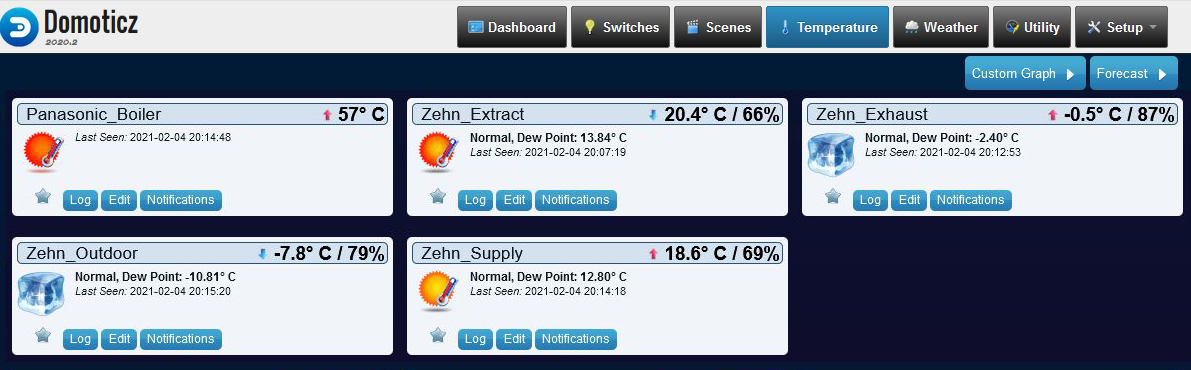 Domoticz
2020.2
Dashboard Switches Scenes Temperature Weather Utility Setup
Custom Graph Forecast
Panasonic_Boiler 57° C
Last Seen: 2021-02-04 20:14:48
Log Edit Notifications
Zehn_Extract 20.4° C / 66%
Normal, Dew Point: 13.84° C
Last Seen: 2021-02-04 20:07:19
Log Edit Notifications
Zehn_Exhaust -0.5° C / 87%
Normal, Dew Point: -2.40° C
Last Seen: 2021-02-04 20:12:53
Log Edit Notifications
Zehn_Outdoor -7.8° C / 79%
Normal, Dew Point: -10.81° C
Last Seen: 2021-02-04 20:15:20
Log Edit Notifications
Zehn_Supply 18.6° C / 69%
Normal, Dew Point: 12.80° C
Last Seen: 2021-02-04 20:14:18
Log Edit Notifications